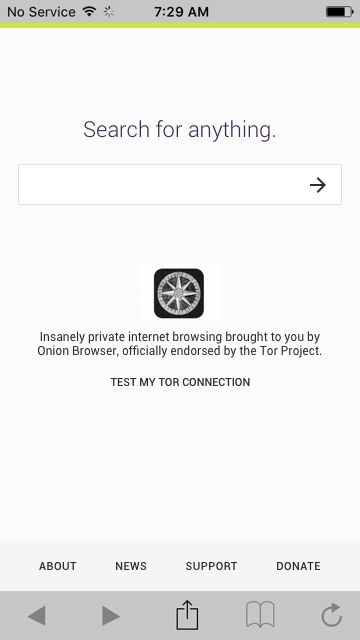 No Service 7:29 AM
Search for anything.
Insanely private internet browsing brought to you by
Onion Browser, officially endorsed by the Tor Project.
TEST MY TOR CONNECTION
ABOUT NEWS SUPPORT DONATE